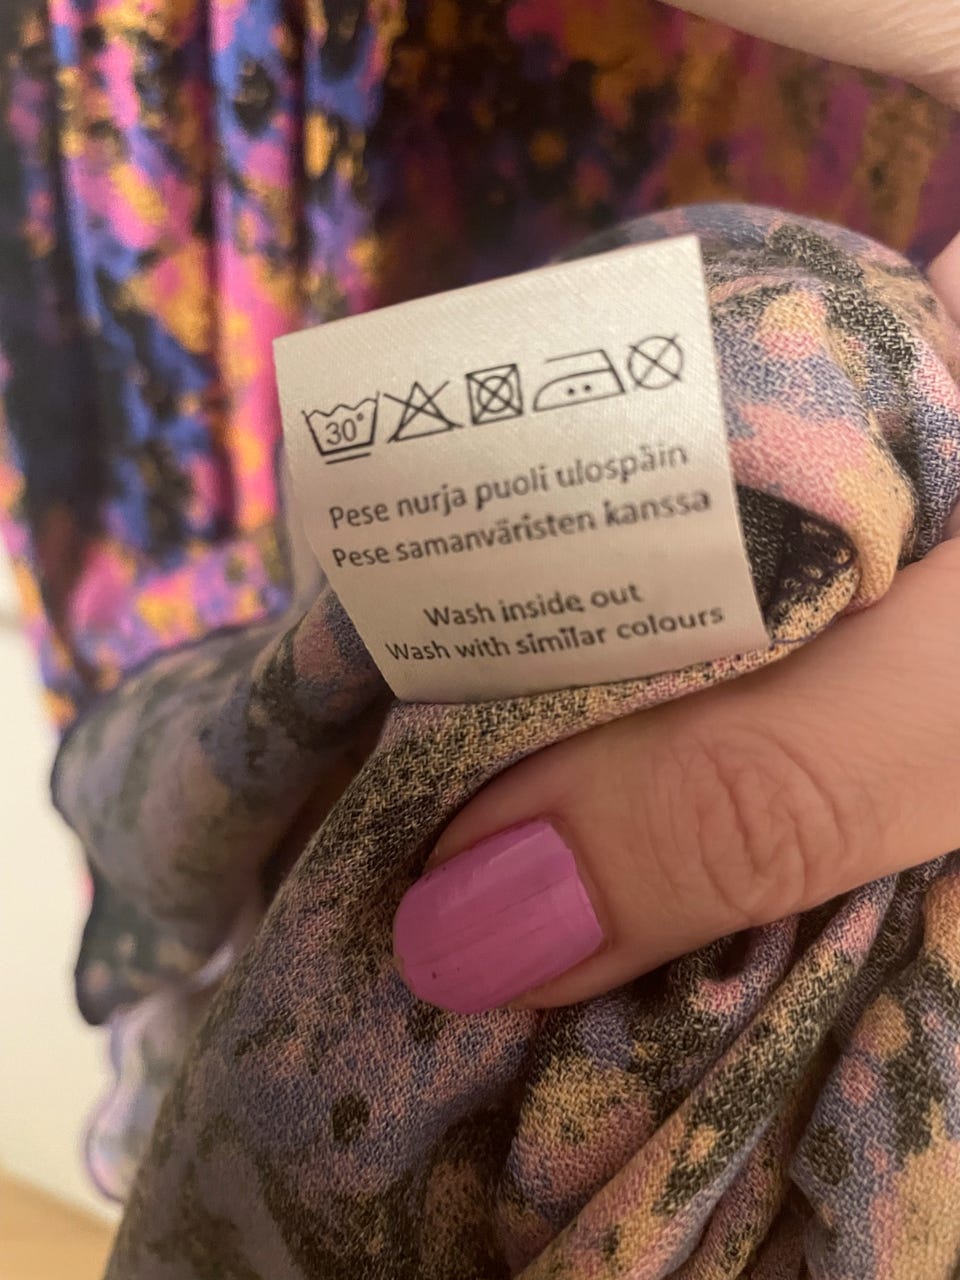 30°
Pese nurja puoli ulospäin
Pese samanväristen kanssa
Wash inside out
Wash with similar colours